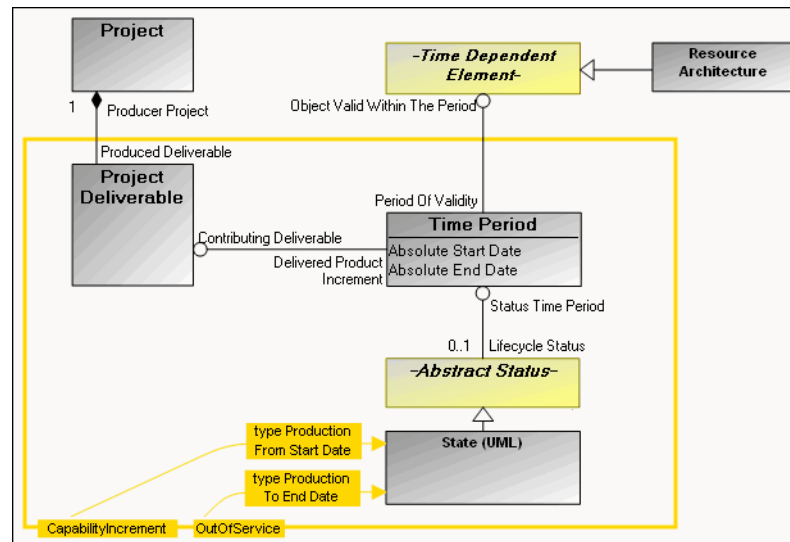 Project
1
Producer Project
Produced Deliverable
Project
Deliverable
-Time Dependent
Element-
Resource
Architecture
Object Valid Within The Period
Period Of Validity
Time Period
Absolute Start Date
Absolute End Date
Contributing Deliverable
Delivered Product
Increment
Status Time Period
0..1
Lifecycle Status
-Abstract Status-
State (UML)
type Production
From Start Date
type Production
To End Date
CapabilityIncrement
OutOfService